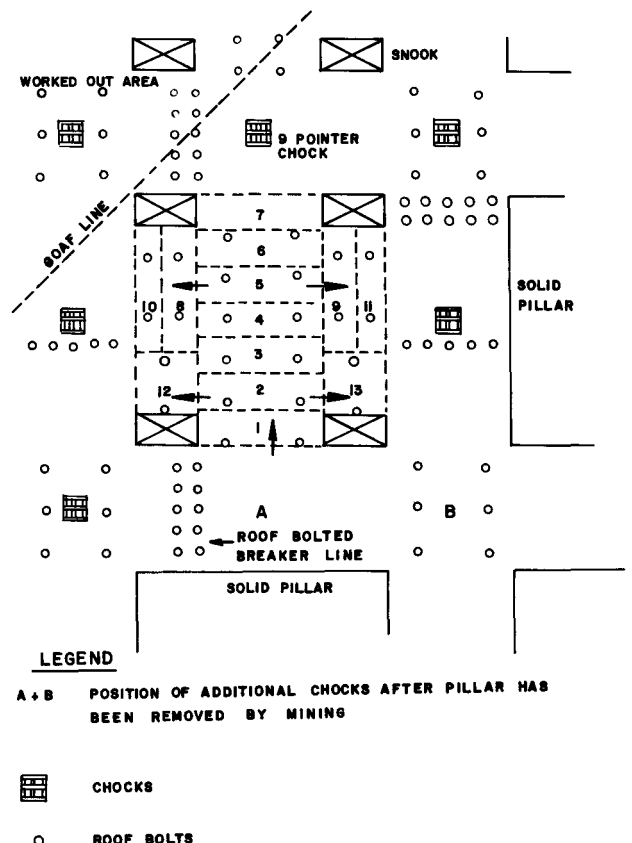 SNOOK
WORKED OUT AREA
9 POINTER
CHOCK
GOAF LINE
7
6
5
10
8
9
11
4
3
2
12
13
1
SOLID
PILLAR
A
B
ROOF BOLTED
BREAKER LINE
SOLID PILLAR
LEGEND
A + B POSITION OF ADDITIONAL CHOCKS AFTER PILLAR HAS
BEEN REMOVED BY MINING
CHOCKS
ROOF BOLTS